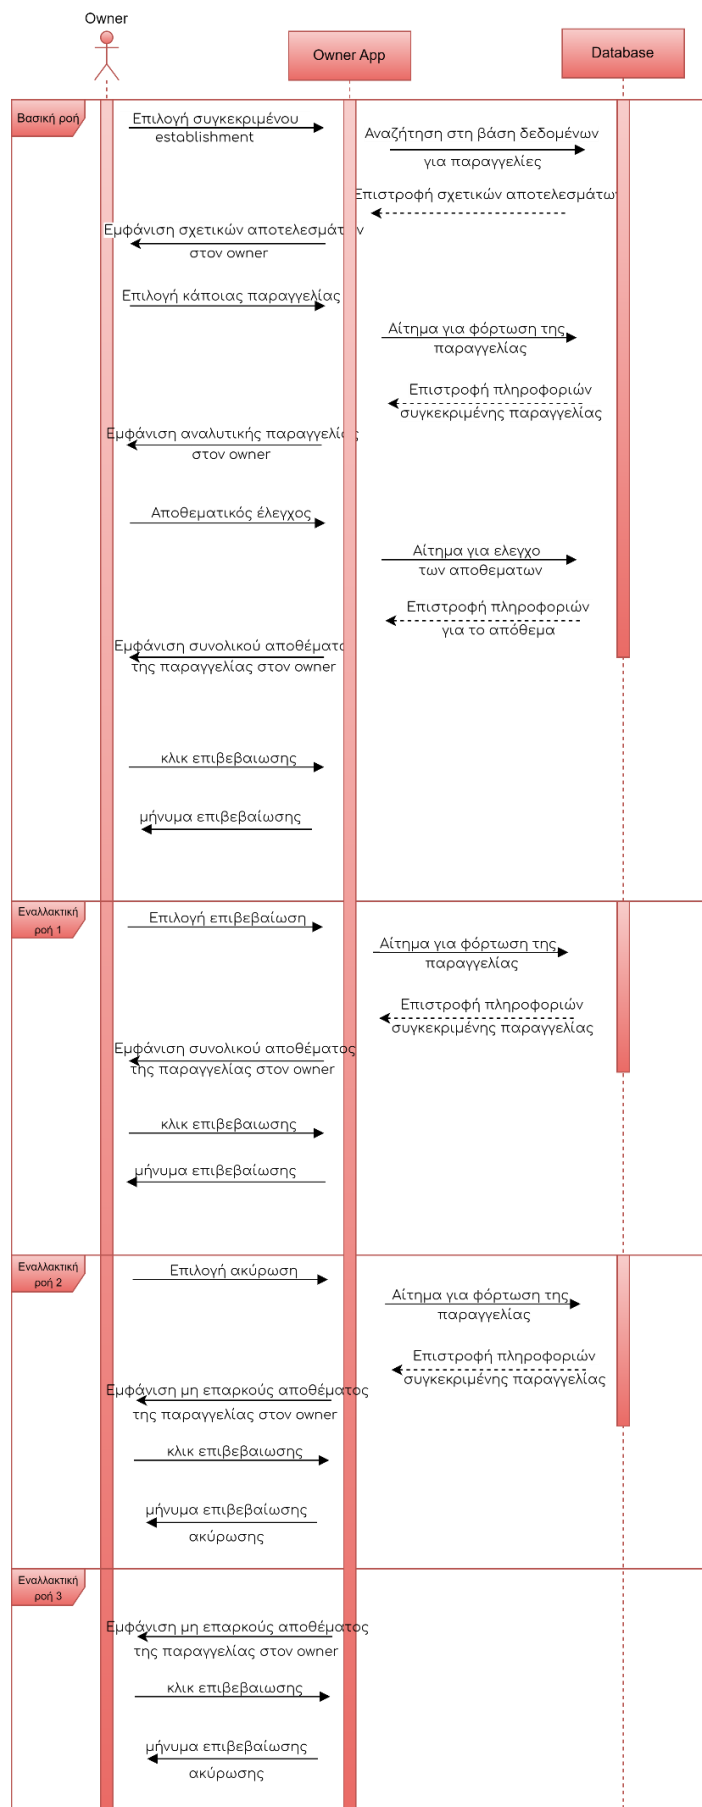 Owner
Owner App
Database
Βασική ροή
Επιλογή συγκεκριμένου
establishment
Αναζήτηση στη βάση δεδομένων
για παραγγελίες
Επιστροφή σχετικών αποτελεσμάτω
Εμφάνιση σχετικών αποτελεσμάτων
στον owner
Επιλογή κάποιας παραγγελίας
Αίτημα για φόρτωση της
παραγγελίας
Επιστροφή πληροφοριών
συγκεκριμένης παραγγελίας
Εμφάνιση αναλυτικής παραγγελίας
στον owner
Αποθεματικός έλεγχος
Αίτημα για ελεγχο
των αποθεματων
Επιστροφή πληροφοριών
για το απόθεμα
Εμφάνιση συνολικού αποθέματο
της παραγγελίας στον owner
κλικ επιβεβαιωσης
μήνυμα επιβεβαίωσης
Εναλλακτική
ροή 1
Επιλογή επιβεβαίωση
Αίτημα για φόρτωση της
παραγγελίας
Επιστροφή πληροφοριών
συγκεκριμένης παραγγελίας
Εμφάνιση συνολικού αποθέματος
της παραγγελίας στον owner
κλικ επιβεβαιωσης
μήνυμα επιβεβαίωσης
Εναλλακτική
ροή 2
Επιλογή ακύρωση
Αίτημα για φόρτωση της
παραγγελίας
Επιστροφή πληροφοριών
συγκεκριμένης παραγγελίας
Εμφάνιση μη επαρκούς αποθέματος
της παραγγελίας στον owner
κλικ επιβεβαιωσης
μήνυμα επιβεβαίωσης
ακύρωσης
Εναλλακτική
ροή 3
Εμφάνιση μη επαρκούς αποθέματος
της παραγγελίας στον owner
κλικ επιβεβαιωσης
μήνυμα επιβεβαίωσης
ακύρωσης